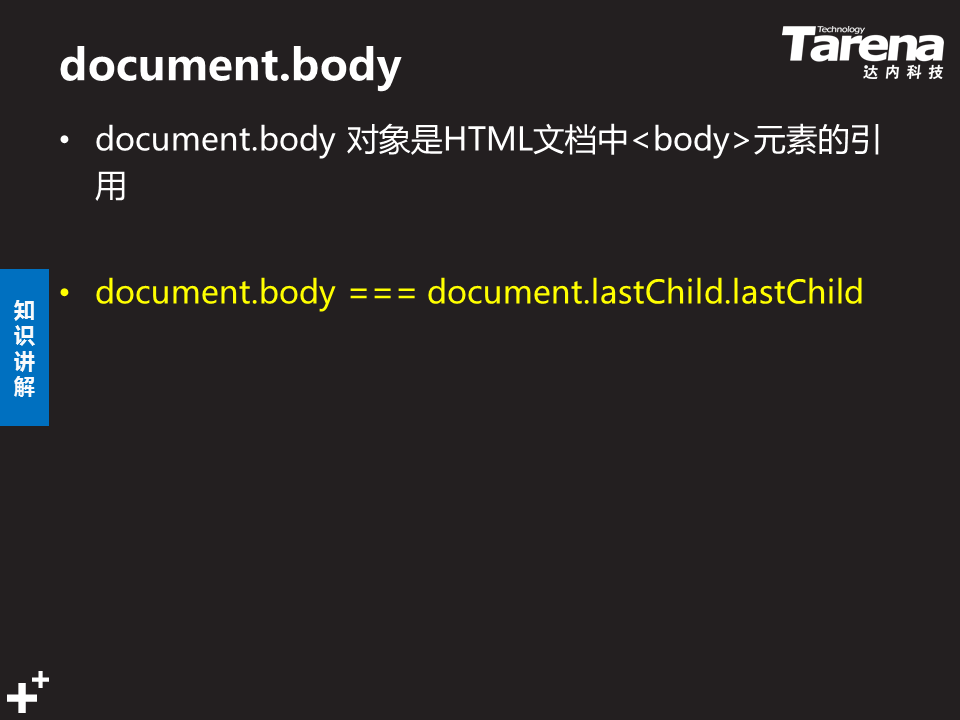 document.body
Technology
Tarena
达内科技
• document.body 对象是HTML文档中<body>元素的引
用
• document.body === document.lastChild.lastChild
知
识
讲
解